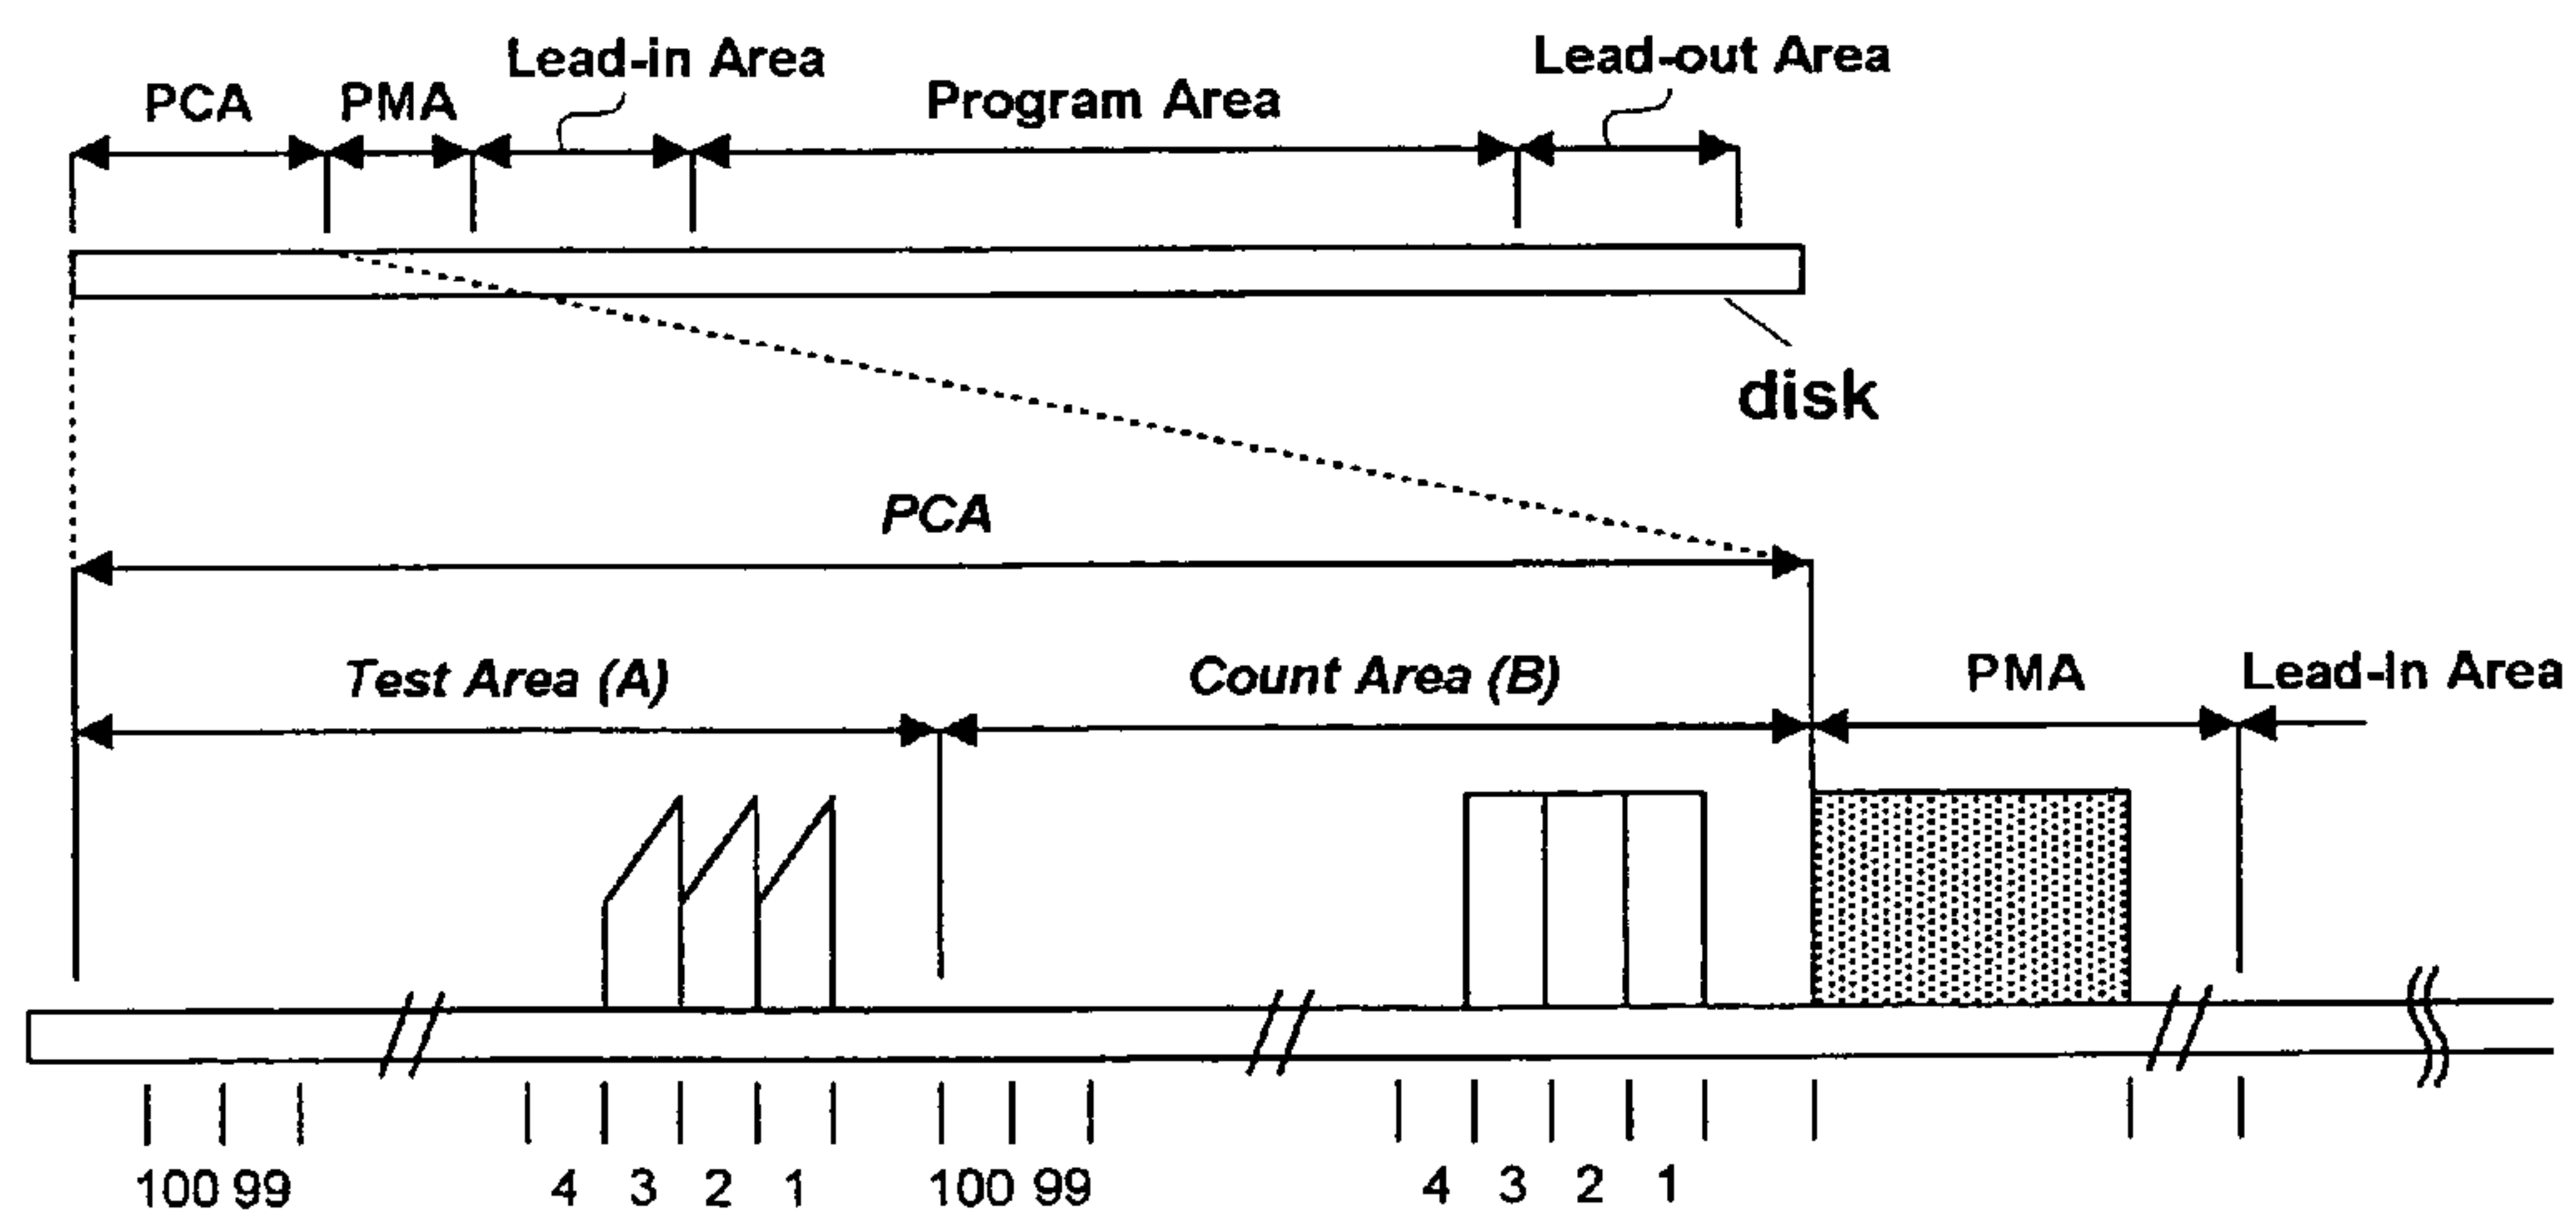 Lead-in Area
Lead-out Area
PCA
PMA
Program Area
disk
PCA
Test Area (A)
Count Area (B)
PMA
Lead-in Area
100 99
4 3 2 1
100 99
4 3 2 1